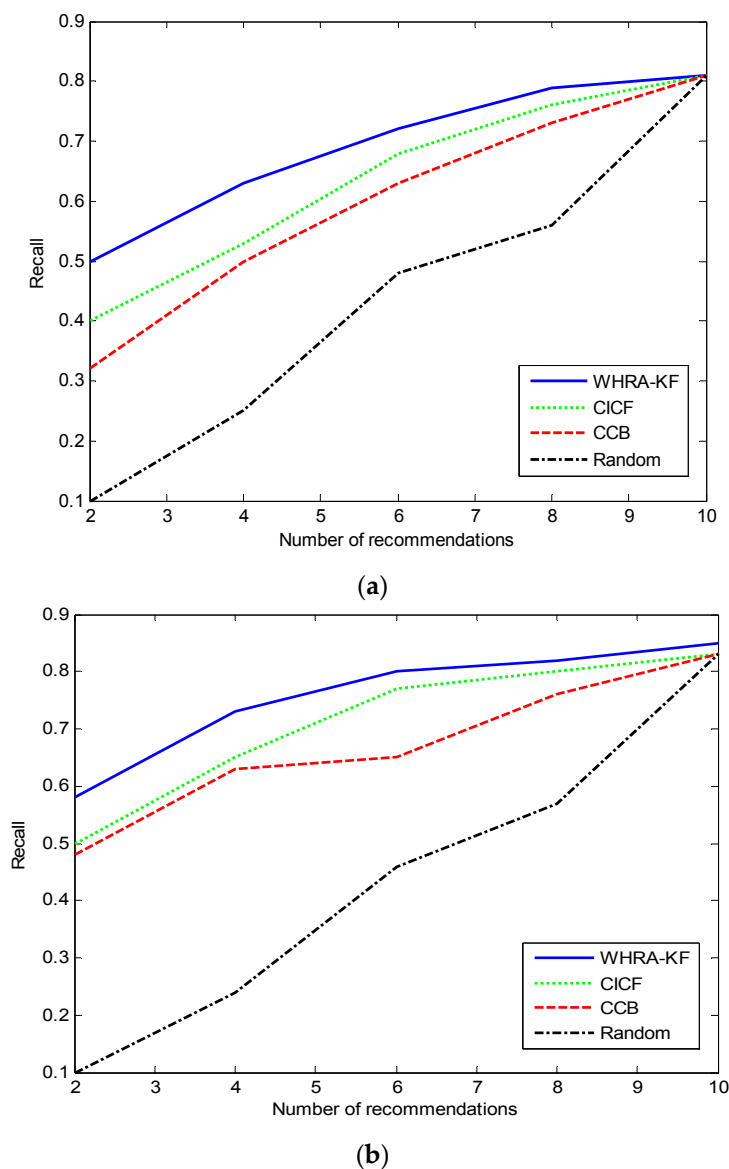 0.9
0.8
0.7
0.6
0.5
0.4
0.3
0.2
0.1
Recall
WHRA-KF
CICF
CCB
Random
2 3 4 5 6 7 8 9 10
Number of recommendations
(a)
0.9
0.8
0.7
0.6
0.5
0.4
0.3
0.2
0.1
Recall
WHRA-KF
CICF
CCB
Random
2 3 4 5 6 7 8 9 10
Number of recommendations
(b)